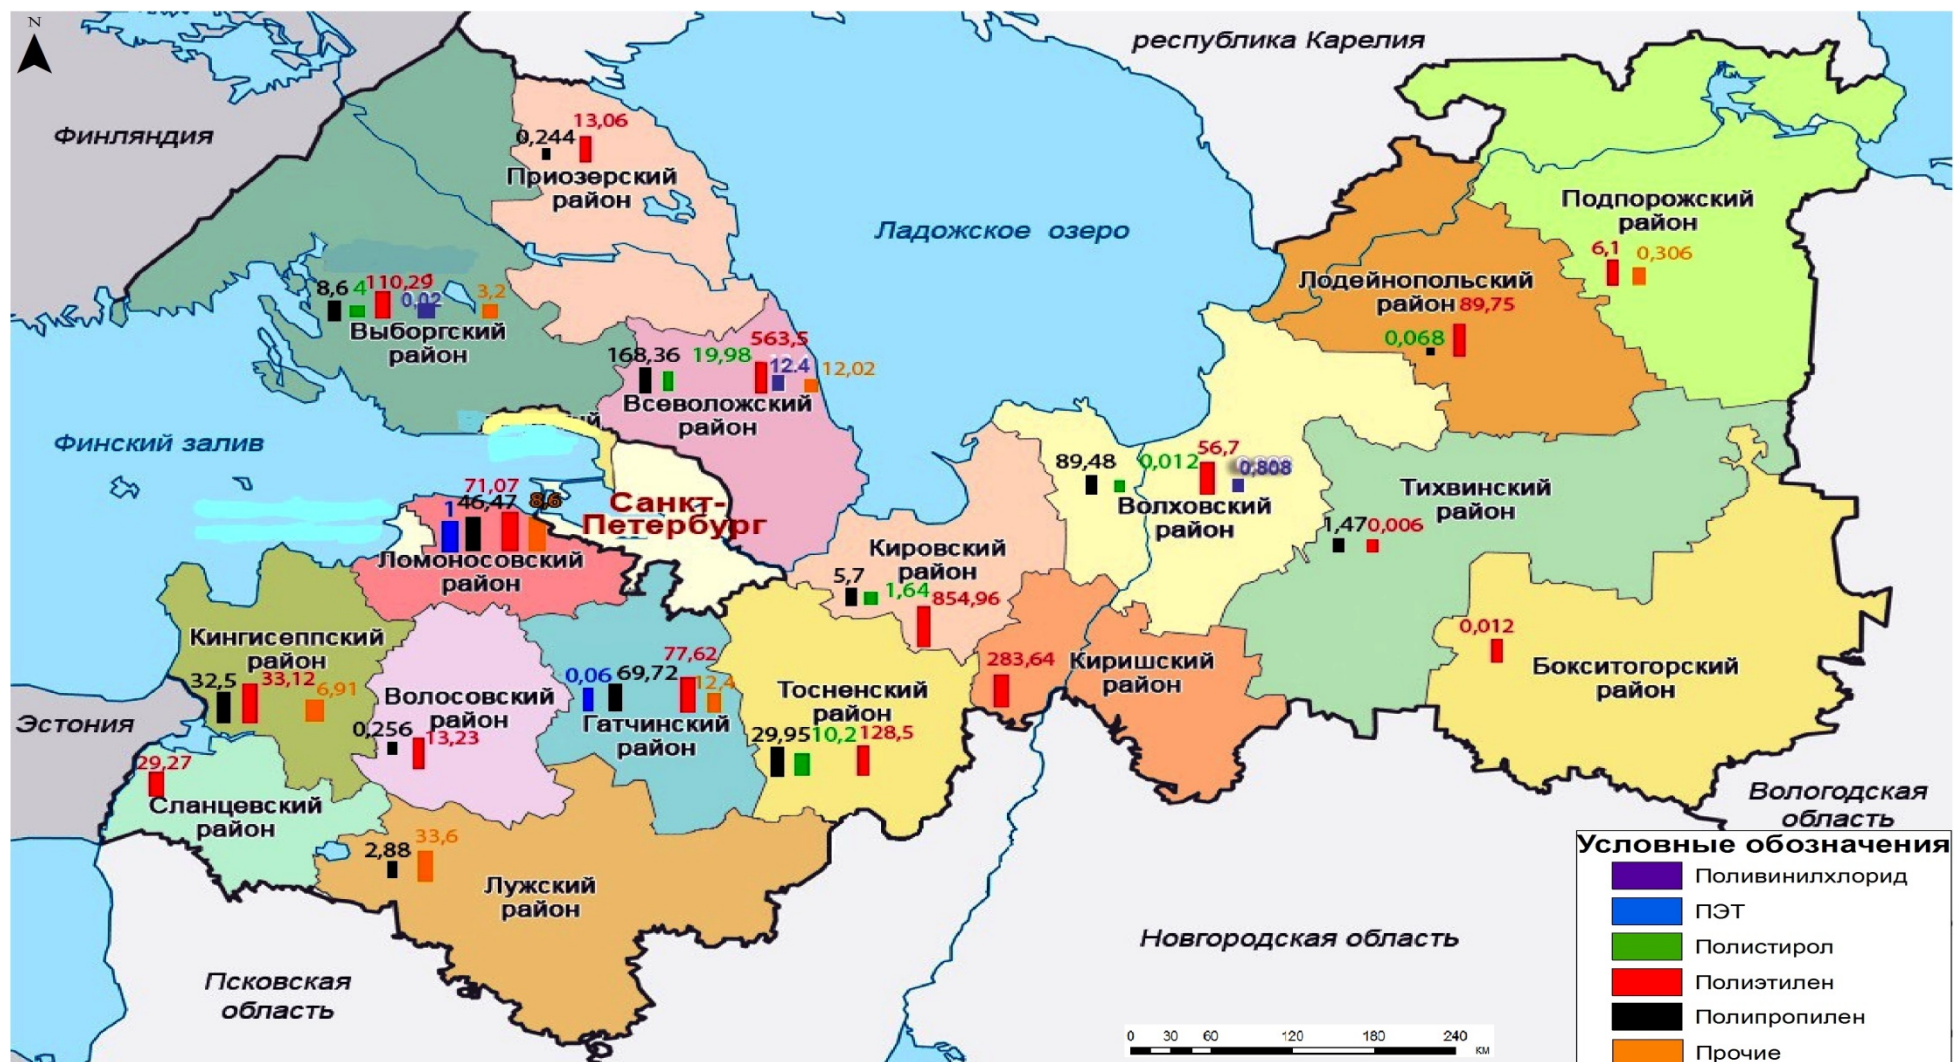 N
республика Карелия
Финляндия
0,244
13,06
Приозерский
район
Ладожское озеро
Подпорожский
район
6,1
0,306
Лодейнопольский
район
89,75
0,068
8,6
4
110,29
0,02
3,2
Выборгский
район
168,36
19,98
563,5
12.4
12,02
Всеволожский
район
ий
Финский залив
Санкт-
Петербург
71,07
1
46,47
8,6
Ломоносовский
район
89,48
0,012
56,7
0,808
Волховский
район
Тихвинский
район
1,47
0,006
Кировский
район
5,7
1,64
854,96
Кингисеппский
район
32,5
33,12
6,91
Волосовский
район
0,256
13,23
0,06
69,72
77,62
12,4
Гатчинский
район
Тосненский
район
29,95
10,2
128,5
283,64
Киришский
район
0,012
Бокситогорский
район
Эстония
29,27
Сланцевский
район
2,88
33,6
Лужский
район
Вологодская
область
Псковская
область
Новгородская область
Условные обозначения
Поливинилхлорид
ПЭТ
Полистирол
Полиэтилен
Полипропилен
Прочие
0 30 60 120 180 240
км